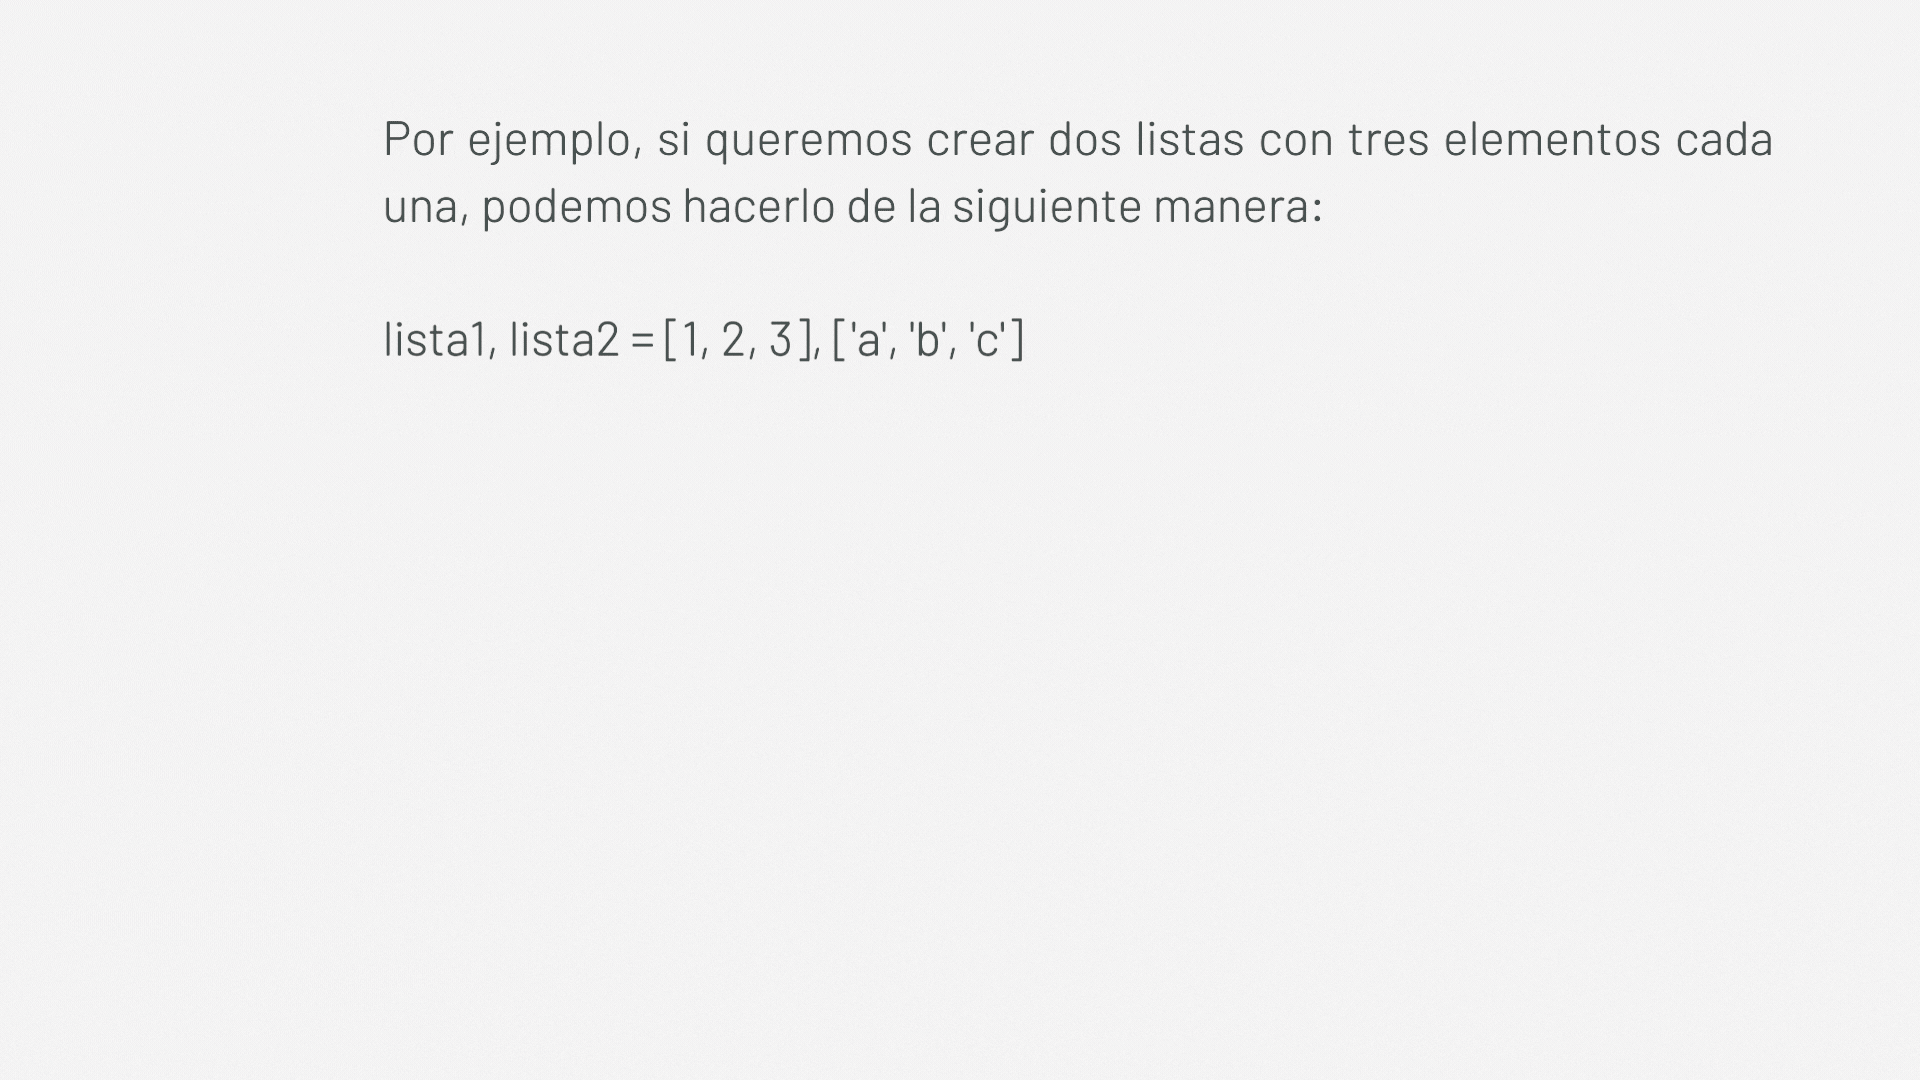 Por ejemplo, si queremos crear dos listas con tres elementos cada
una, podemos hacerlo de la siguiente manera:
lista1, lista2 = [1, 2, 3], ['a', 'b', 'c']